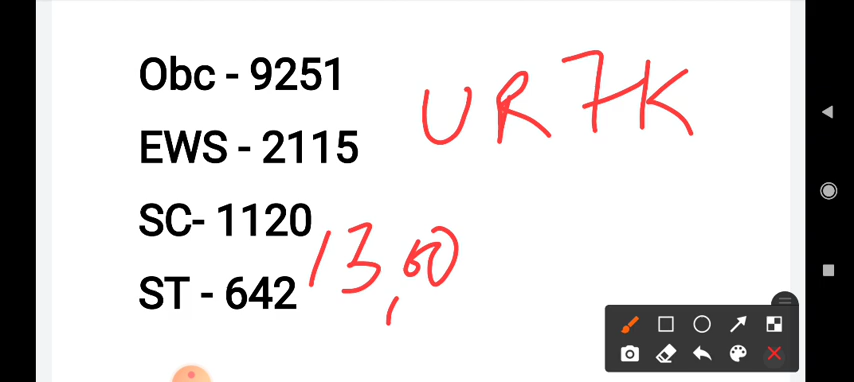 Obc - 9251
UR 7K
EWS - 2115
SC- 1120
13,60
ST - 642